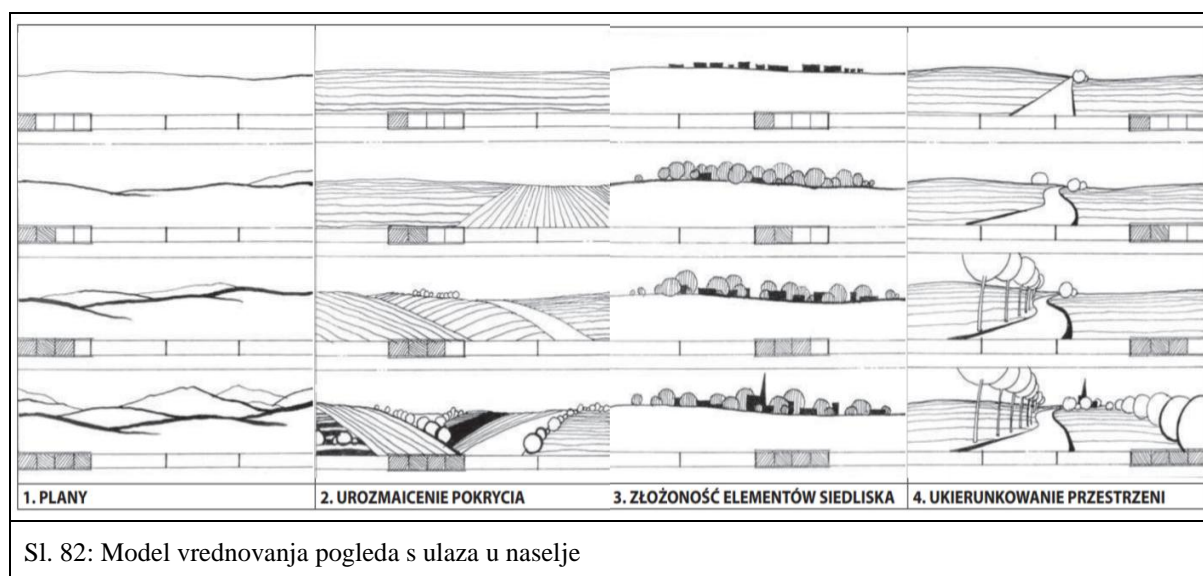 1. PLANY
2. UROZMAICENIE POKRYCIA
3. ZŁOŻONOŚĆ ELEMENTÓW SIEDLISKA
4. UKIERUNKOWANIE PRZESTRZENI
Sl. 82: Model vrednovanja pogleda s ulaza u naselje